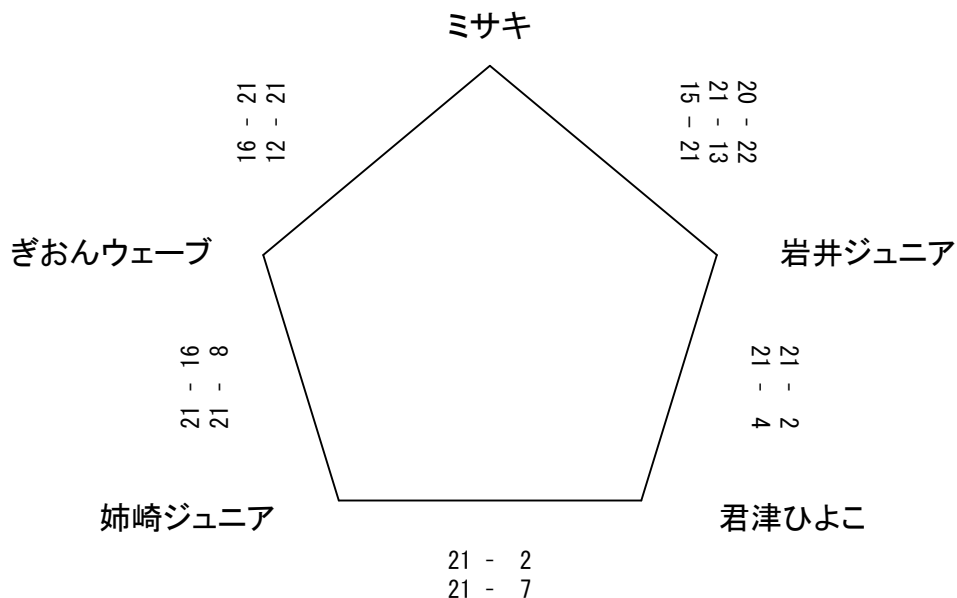 ミサキ
16 - 21
12 - 21
20 - 22
21 - 13
15 - 21
ぎおんウェーブ
岩井ジュニア
21 - 16
21 - 8
21 - 2
21 - 4
姉崎ジュニア
君津ひよこ
21 - 2
21 - 7